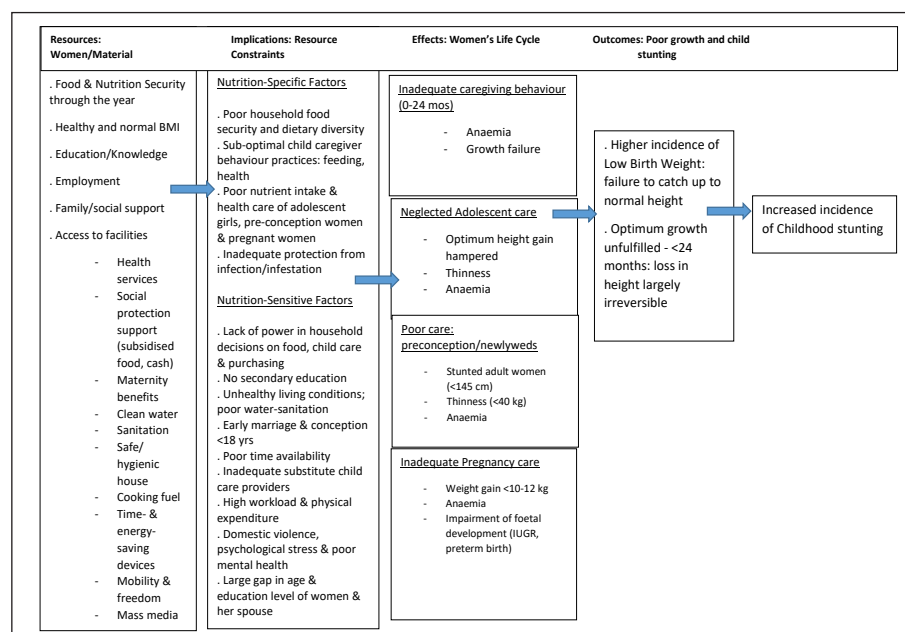 Resources:
Women/Material
Implications: Resource
Constraints
Effects: Women's Life Cycle
Outcomes: Poor growth and child
stunting
. Food & Nutrition Security
through the year
. Healthy and normal BMI
. Education/Knowledge
. Employment
. Family/social support
. Access to facilities
- Health
services
- Social
protection
support
(subsidised
food, cash)
- Maternity
benefits
- Clean water
- Sanitation
- Safe/
hygienic
house
- Cooking fuel
- Time- &
energy-
saving
devices
- Mobility &
freedom
- Mass media
Nutrition-Specific Factors
. Poor household food
security and dietary diversity
. Sub-optimal child caregiver
behaviour practices: feeding,
health
. Poor nutrient intake &
health care of adolescent
girls, pre-conception women
& pregnant women
. Inadequate protection from
infection/infestation
Nutrition-Sensitive Factors
. Lack of power in household
decisions on food, child care
& purchasing
. No secondary education
. Unhealthy living conditions;
poor water-sanitation
. Early marriage & conception
<18 yrs
. Poor time availability
. Inadequate substitute child
care providers
. High workload & physical
expenditure
. Domestic violence,
psychological stress & poor
mental health
. Large gap in age &
education level of women &
her spouse
Inadequate caregiving behaviour
(0-24 mos)
- Anaemia
- Growth failure
Neglected Adolescent care
- Optimum height gain
hampered
- Thinness
- Anaemia
Poor care:
preconception/newlyweds
- Stunted adult women
(<145 cm)
- Thinness (<40 kg)
- Anaemia
Inadequate Pregnancy care
- Weight gain <10-12 kg
- Anaemia
- Impairment of foetal
development (IUGR,
preterm birth)
. Higher incidence of
Low Birth Weight:
failure to catch up to
normal height
. Optimum growth
unfulfilled - <24
months: loss in
height largely
irreversible
Increased incidence
of Childhood stunting